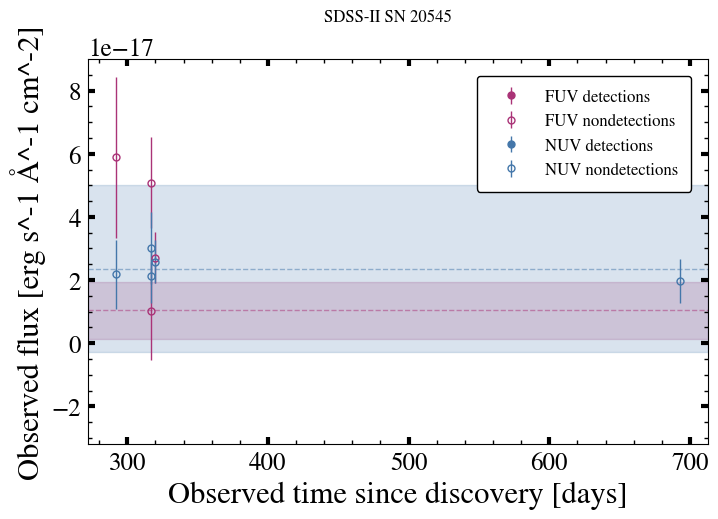 SDSS-II SN 20545
1e−17
FUV detections
FUV nondetections
NUV detections
NUV nondetections
8
6
4
2
0
−2
Observed flux [erg s^-1 Å^-1 cm^-2]
300 400 500 600 700
Observed time since discovery [days]